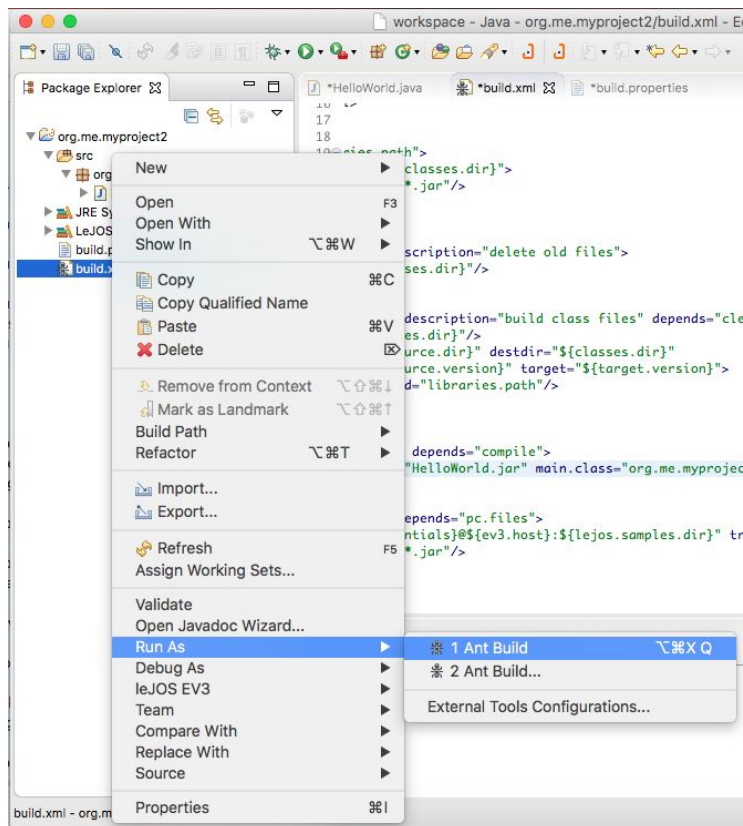 workspace - Java - org.me.myproject2/build.xml - E
Package Explorer
*HelloWorld.java
*build.xml
*build.properties
17
18
org.me.myproject2
src
org
J
JRE Sy
LeJOS
build.p
build.x
path">
classes.dir}">
*.jar"/>
scription="delete old files">
ses.dir}"/>
description="build class files" depends="cle
es.dir}"/>
urce.dir}" destdir="${classes.dir}"
urce.version}" target="${target.version}">
d="libraries.path"/>
depends="compile">
"HelloWorld.jar" main.class="org.me.myprojec
epends="pc.files">
ntials}@${ev3.host}:${lejos.samples.dir}" tr
*.jar"/>
New
Open F3
Open With
Show In ⌥⌘W
Copy ⌘C
Copy Qualified Name
Paste ⌘V
Delete ⌦
Remove from Context ⌥⇧⌘↓
Mark as Landmark ⌥⇧⌘↑
Build Path
Refactor ⌥⌘T
Import...
Export...
Refresh F5
Assign Working Sets...
Validate
Open Javadoc Wizard...
Run As
Debug As
leJOS EV3
Team
Compare With
Replace With
Source
Properties ⌘I
1 Ant Build ⌥⌘X Q
2 Ant Build...
External Tools Configurations...
build.xml - org.m